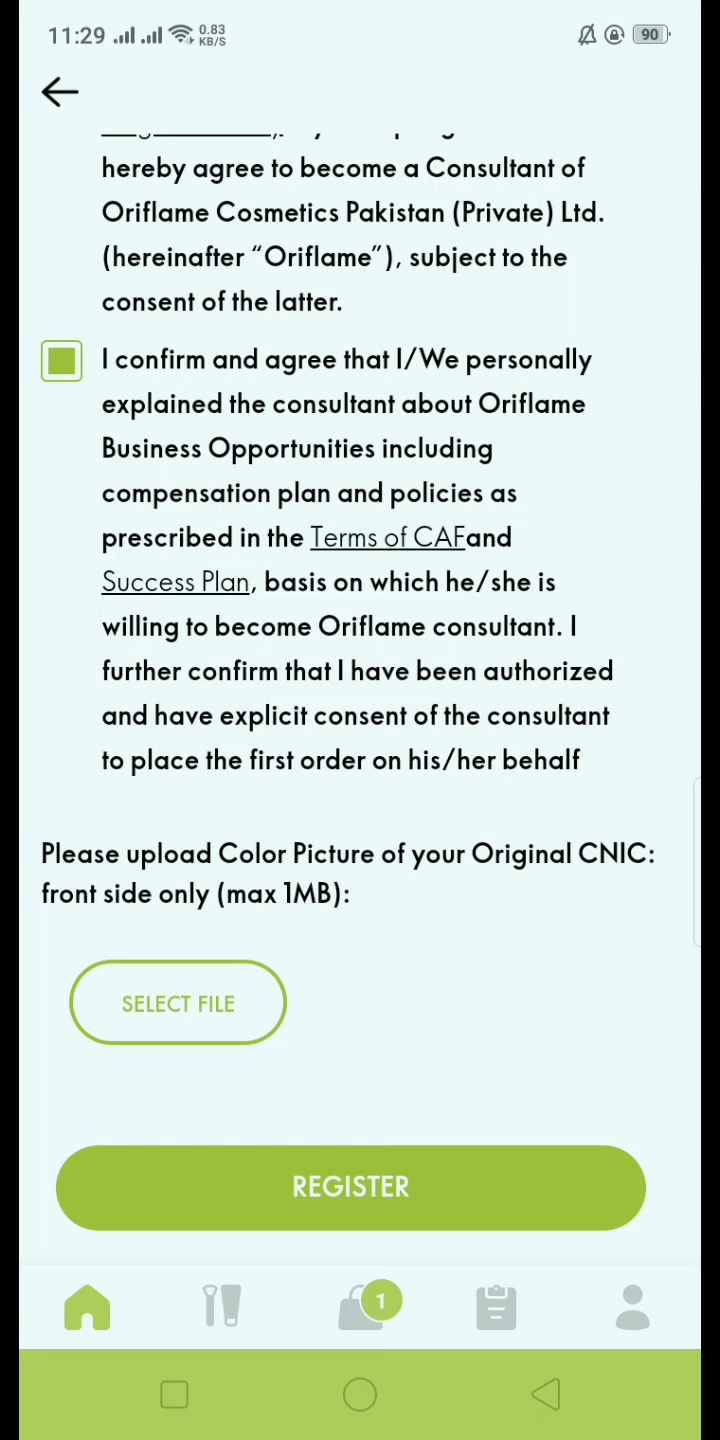 11:29
0.83
KB/S
90
hereby agree to become a Consultant of
Oriflame Cosmetics Pakistan (Private) Ltd.
(hereinafter “Oriflame”), subject to the
consent of the latter.
I confirm and agree that I/We personally
explained the consultant about Oriflame
Business Opportunities including
compensation plan and policies as
prescribed in the Terms of CAFand
Success Plan, basis on which he/she is
willing to become Oriflame consultant. I
further confirm that I have been authorized
and have explicit consent of the consultant
to place the first order on his/her behalf
Please upload Color Picture of your Original CNIC:
front side only (max 1MB):
SELECT FILE
REGISTER
1